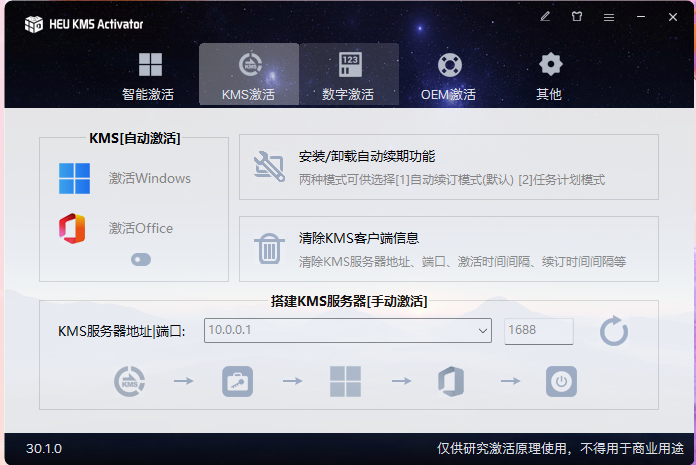 HEU KMS Activator
智能激活
KMS激活
123
数字激活
OEM激活
其他
KMS[自动激活]
激活Windows
激活Office
安装/卸载自动续期功能
两种模式可供选择[1]自动续订模式(默认) [2]任务计划模式
清除KMS客户端信息
清除KMS服务器地址、端口、激活时间间隔、续订时间间隔等
搭建KMS服务器[手动激活]
KMS服务器地址|端口:
10.0.0.1
1688
KMS
30.1.0
仅供研究激活原理使用，不得用于商业用途